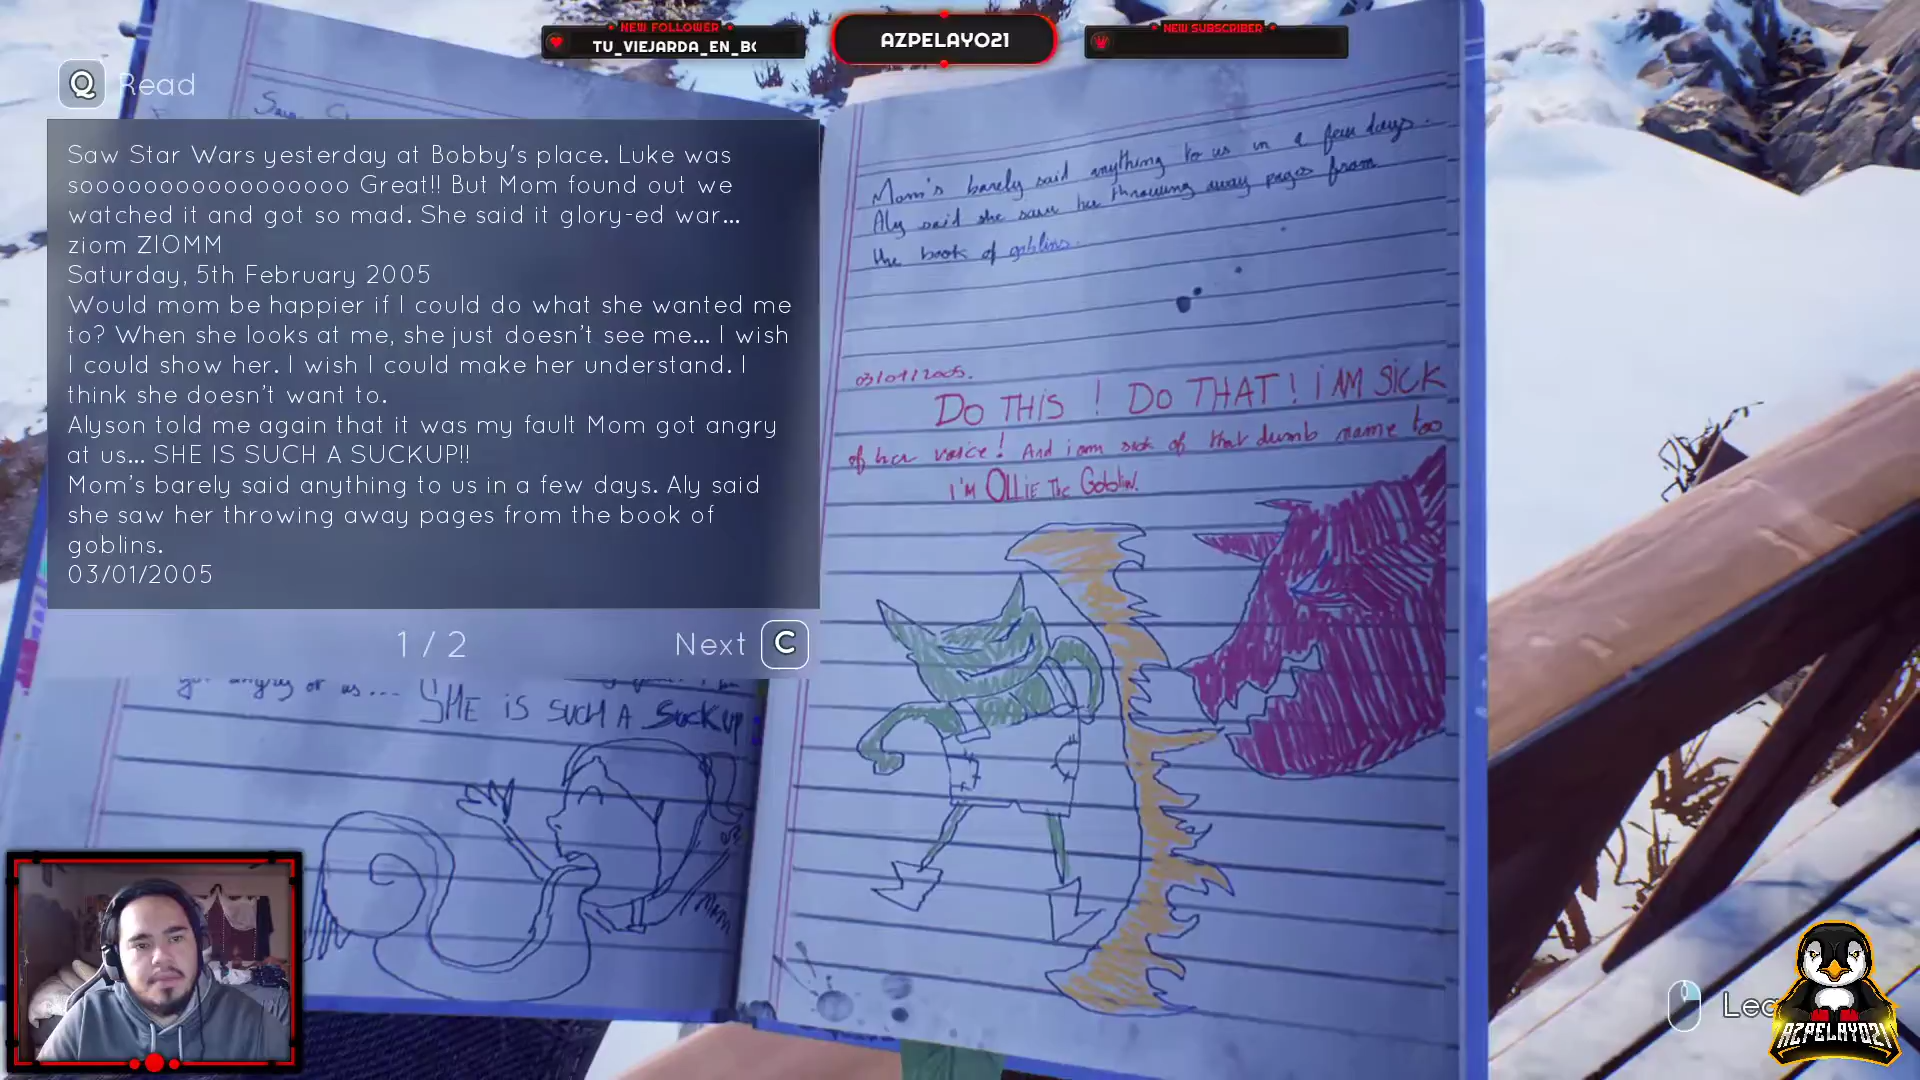 NEW FOLLOWER
TU_VIEJARDA_EN_BO
AZPELAYO21
NEW SUBSCRIBER
Q Read
Saw Star Wars yesterday at Bobby's place. Luke was
sooooooooooooooooo Great!! But Mom found out we
watched it and got so mad. She said it glory-ed war...
ziom ZIOMM
Saturday, 5th February 2005
Would mom be happier if I could do what she wanted me
to? When she looks at me, she just doesn't see me... I wish
I could show her. I wish I could make her understand. I
think she doesn't want to.
Alyson told me again that it was my fault Mom got angry
at us... SHE IS SUCH A SUCKUP!!
Mom's barely said anything to us in a few days. Aly said
she saw her throwing away pages from the book of
goblins.
03/01/2005
1 / 2
Next C
got angry at us... SHE IS SUCH A SUCKUP
Mom
Mom's barely said anything to us in a few days.
Aly said she saw her throwing away pages from
the book of goblins.
03/01/2005.
DO THIS! DO THAT! I AM SICK
of her voice! And i am sick of that dumb name too
I'M OLLIE THE Goblin.
Lea
AZPELAYO21